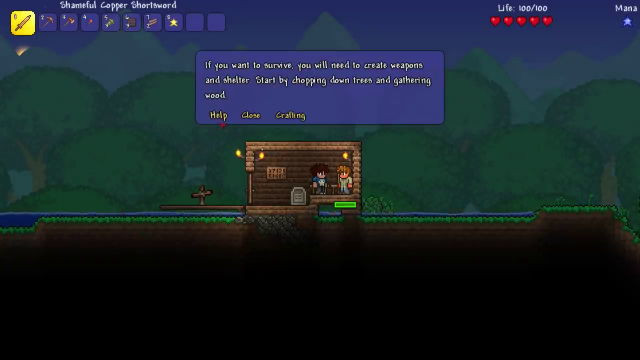 Shameful Copper Shortsword
Life: 100/100
Mana
If you want to survive, you will need to create weapons
and shelter. Start by chopping down trees and gathering
wood.
Help Close Crafting